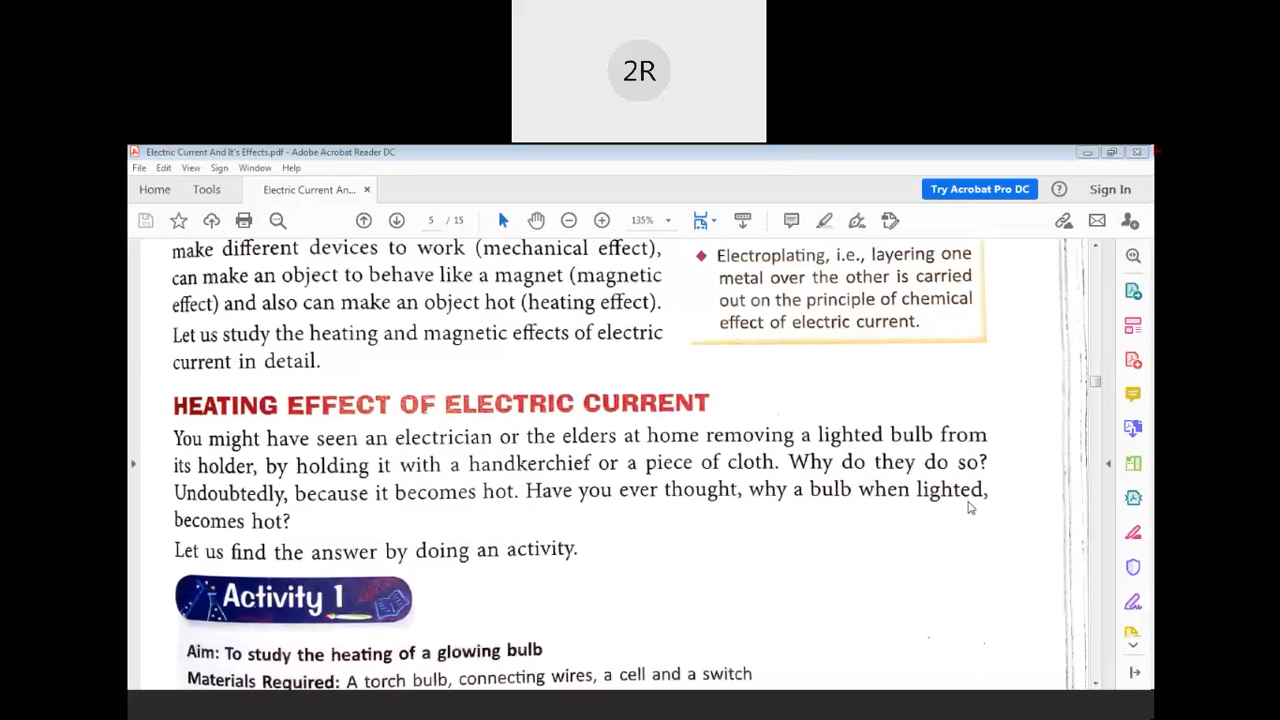 2R
Electric Current And It's Effects.pdf - Adobe Acrobat Reader DC
File Edit View Sign Window Help
Home Tools Electric Current An... ×
Try Acrobat Pro DC Sign In
5 / 15 135%
make different devices to work (mechanical effect),
can make an object to behave like a magnet (magnetic
effect) and also can make an object hot (heating effect).
Let us study the heating and magnetic effects of electric
current in detail.
Electroplating, i.e., layering one
metal over the other is carried
out on the principle of chemical
effect of electric current.
HEATING EFFECT OF ELECTRIC CURRENT
You might have seen an electrician or the elders at home removing a lighted bulb from
its holder, by holding it with a handkerchief or a piece of cloth. Why do they do so?
Undoubtedly, because it becomes hot. Have you ever thought, why a bulb when lighted,
becomes hot?
Let us find the answer by doing an activity.
Activity 1
Aim: To study the heating of a glowing bulb
Materials Required: A torch bulb, connecting wires, a cell and a switch